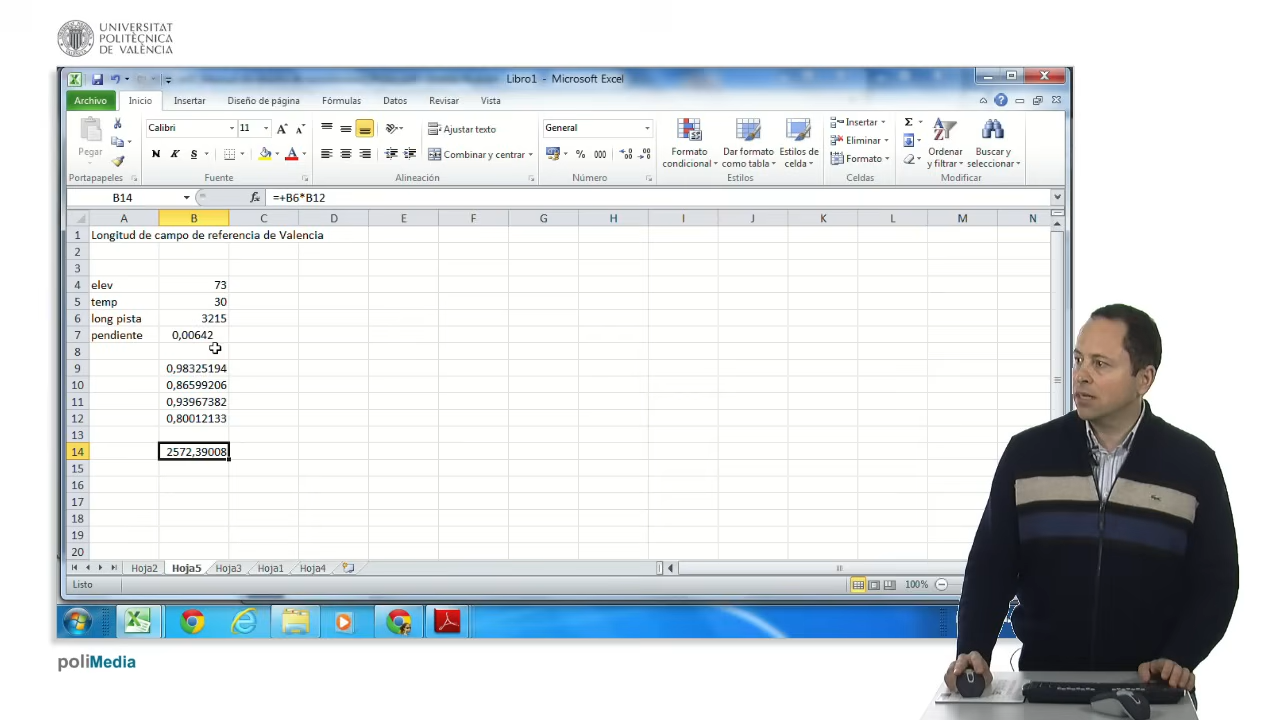 UNIVERSITAT
POLITÈCNICA
DE VALÈNCIA
Libro1 - Microsoft Excel
Archivo Inicio Insertar Diseño de página Fórmulas Datos Revisar Vista
Pegar
Calibri 11
N K S
Ajustar texto
Combinar y centrar
General
% 000
Formato condicional
Dar formato como tabla
Estilos de celda
Insertar
Eliminar
Formato
Σ
Ordenar y filtrar
Buscar y seleccionar
Portapapeles Fuente Alineación Número Estilos Celdas Modificar
B14 fx =+B6*B12
A B C D E F G H I J K L M N
1 Longitud de campo de referencia de Valencia
2
3
4 elev 73
5 temp 30
6 long pista 3215
7 pendiente 0,00642
8
9 0,98325194
10 0,86599206
11 0,93967382
12 0,80012133
13
14 2572,39008
15
16
17
18
19
20
Hoja2 Hoja5 Hoja3 Hoja1 Hoja4
Listo 100%
poliMedia